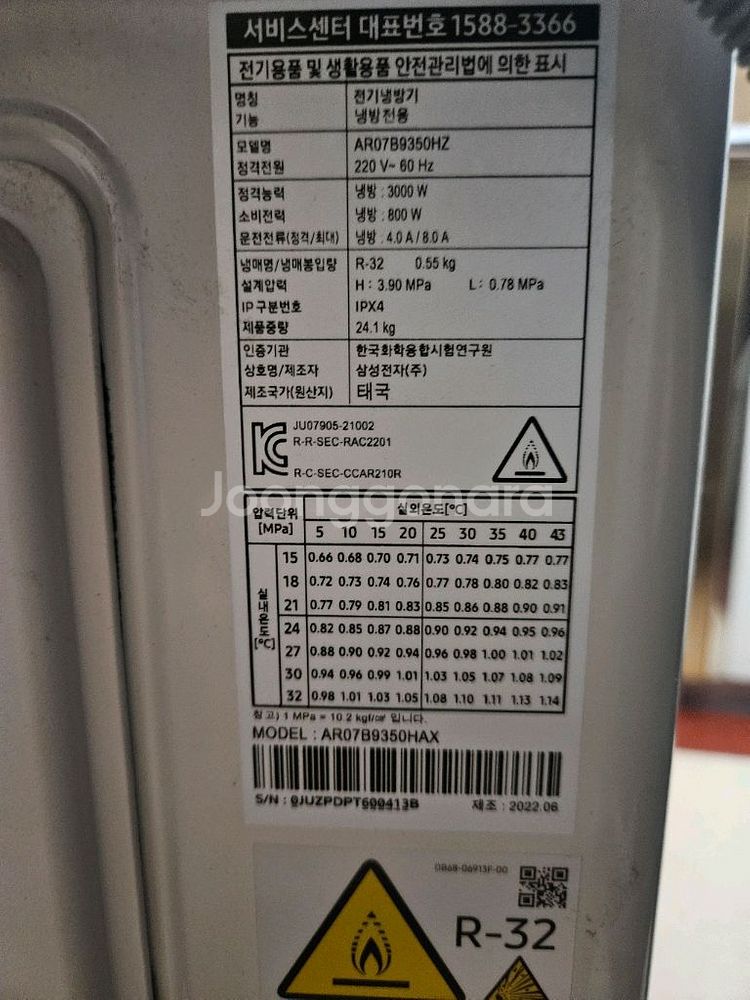 서비스센터 대표번호 1588-3366
전기용품 및 생활용품 안전관리법에 의한 표시
명칭 전기냉방기
기능 냉방전용
모델명 AR07B9350HZ
정격전원 220 V~ 60 Hz
정격능력 냉방 : 3000 W
소비전력 냉방 : 800 W
운전전류(정격/최대) 냉방 : 4.0 A / 8.0 A
냉매명/냉매봉입량 R-32 0.55 kg
설계압력 H : 3.90 MPa L : 0.78 MPa
IP 구분번호 IPX4
제품중량 24.1 kg
인증기관 한국화학융합시험연구원
상호명/제조자 삼성전자(주)
제조국가(원산지) 태국
JU07905-21002
R-R-SEC-RAC2201
R-C-SEC-CCAR210R
Joonggonara
압력단위 [MPa] 실외온도[°C]
5 10 15 20 25 30 35 40 43
실내온도[°C]
15 0.66 0.68 0.70 0.71 0.73 0.74 0.75 0.77 0.77
18 0.72 0.73 0.74 0.76 0.77 0.78 0.80 0.82 0.83
21 0.77 0.79 0.81 0.83 0.85 0.86 0.88 0.90 0.91
24 0.82 0.85 0.87 0.88 0.90 0.92 0.94 0.95 0.96
27 0.88 0.90 0.92 0.94 0.96 0.98 1.00 1.01 1.02
30 0.94 0.96 0.99 1.01 1.03 1.05 1.07 1.08 1.09
32 0.98 1.01 1.03 1.05 1.08 1.10 1.11 1.13 1.14
참고) 1 MPa = 10.2 kgf/㎠ 입니다.
MODEL : AR07B9350HAX
S/N : 0JUZPDPT600413B 제조 : 2022.06
DB68-06913F-00
R-32